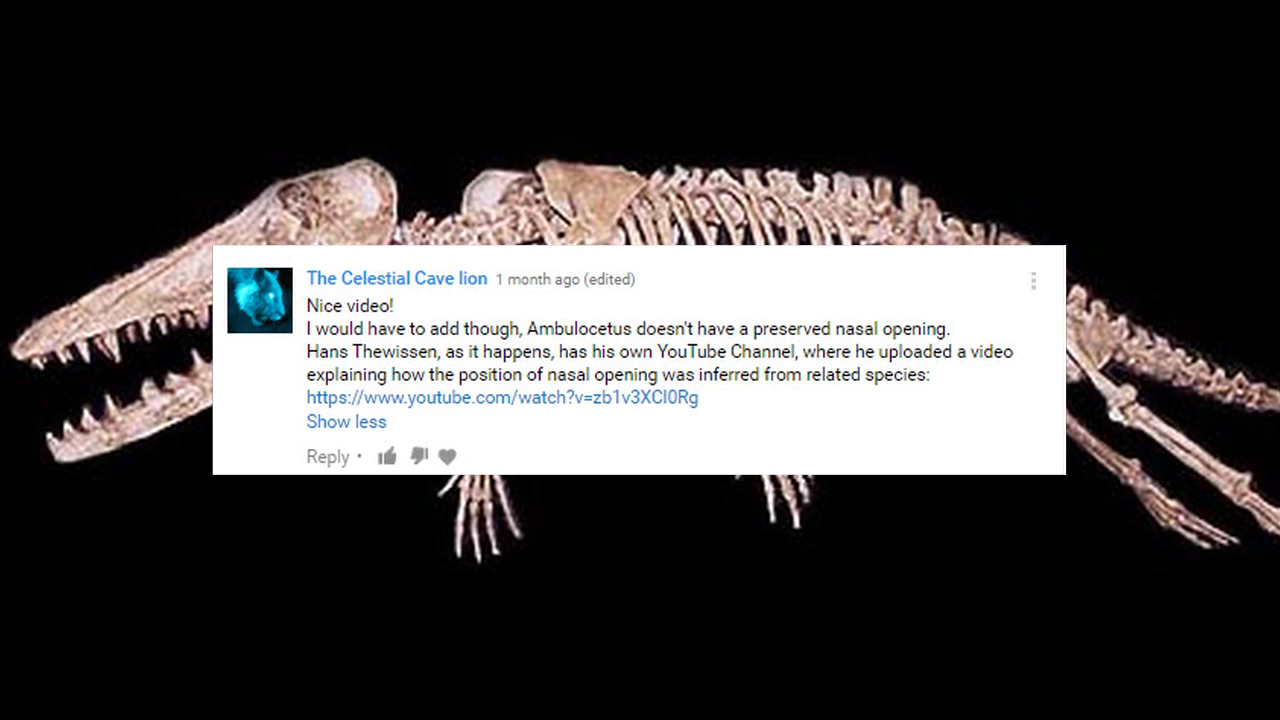 The Celestial Cave lion 1 month ago (edited)
Nice video!
I would have to add though, Ambulocetus doesn't have a preserved nasal opening.
Hans Thewissen, as it happens, has his own YouTube Channel, where he uploaded a video
explaining how the position of nasal opening was inferred from related species:
https://www.youtube.com/watch?v=zb1v3XCl0Rg
Show less
Reply •